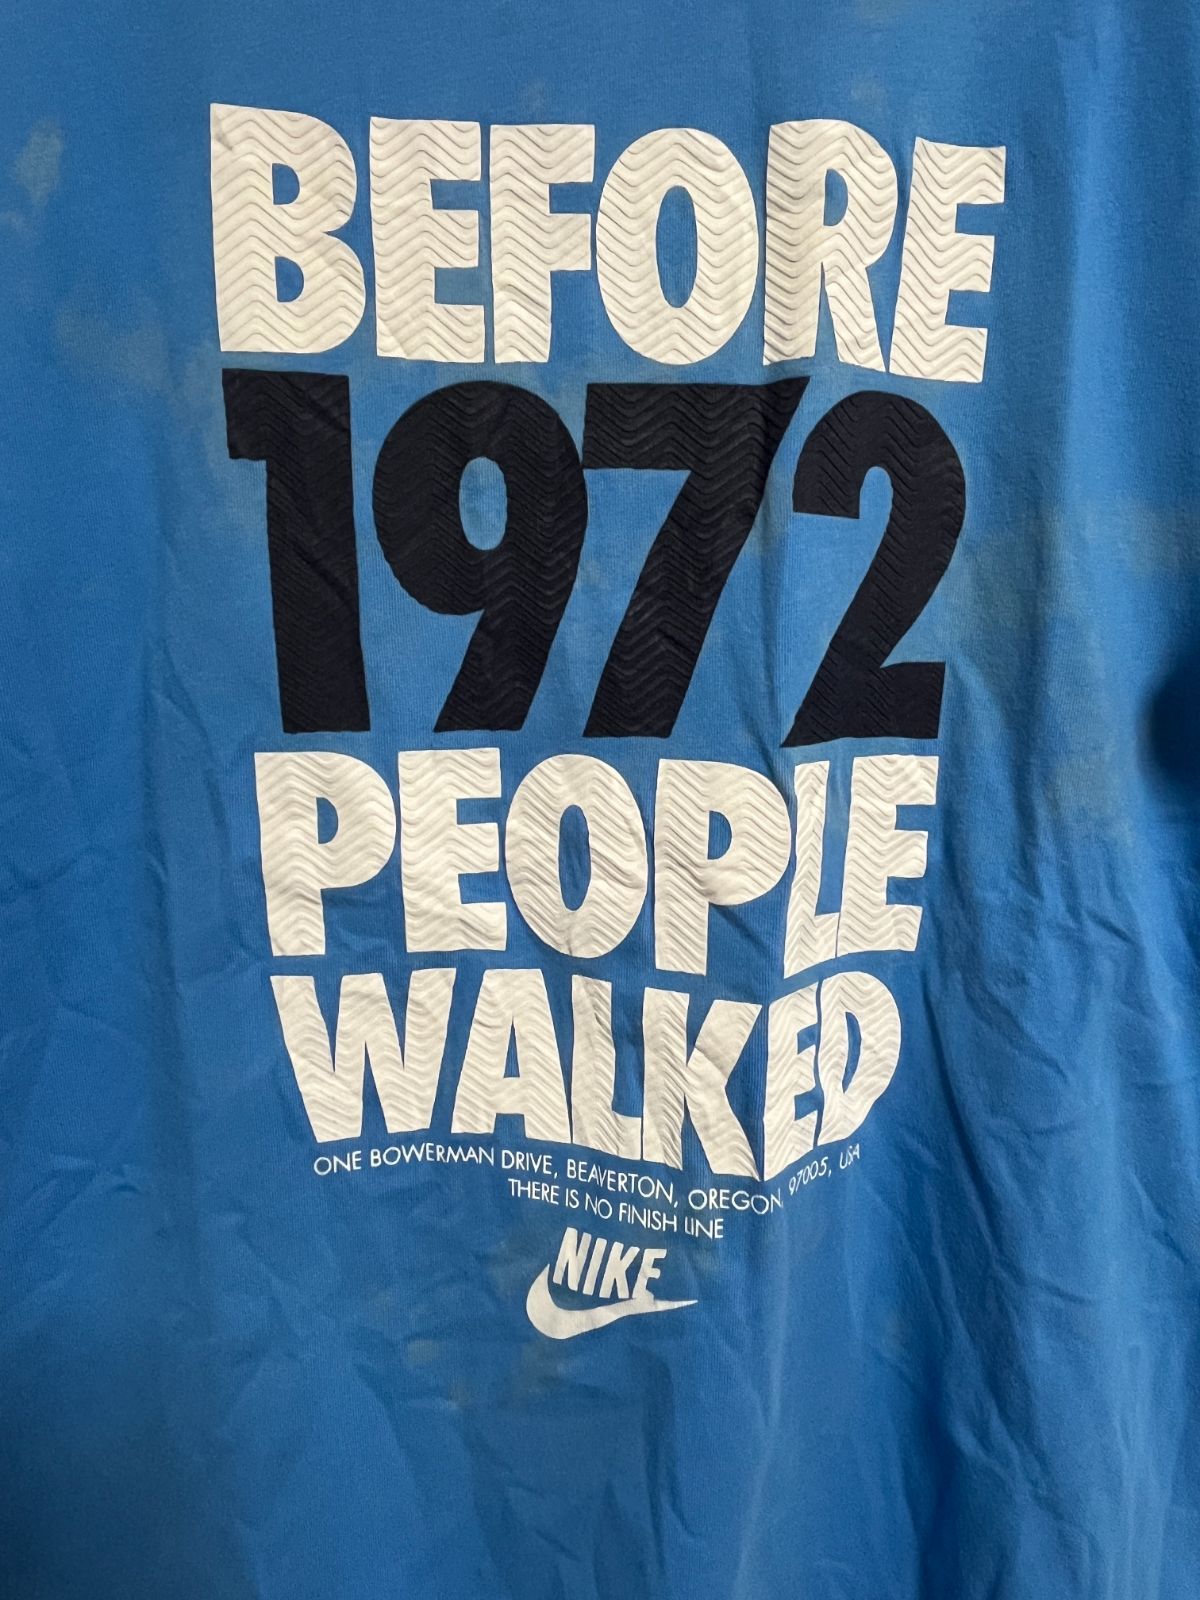 BEFORE
1972
PEOPLE
WALKED
ONE BOWERMAN DRIVE, BEAVERTON, OREGON, 97005, USA
THERE IS NO FINISH LINE
NIKE